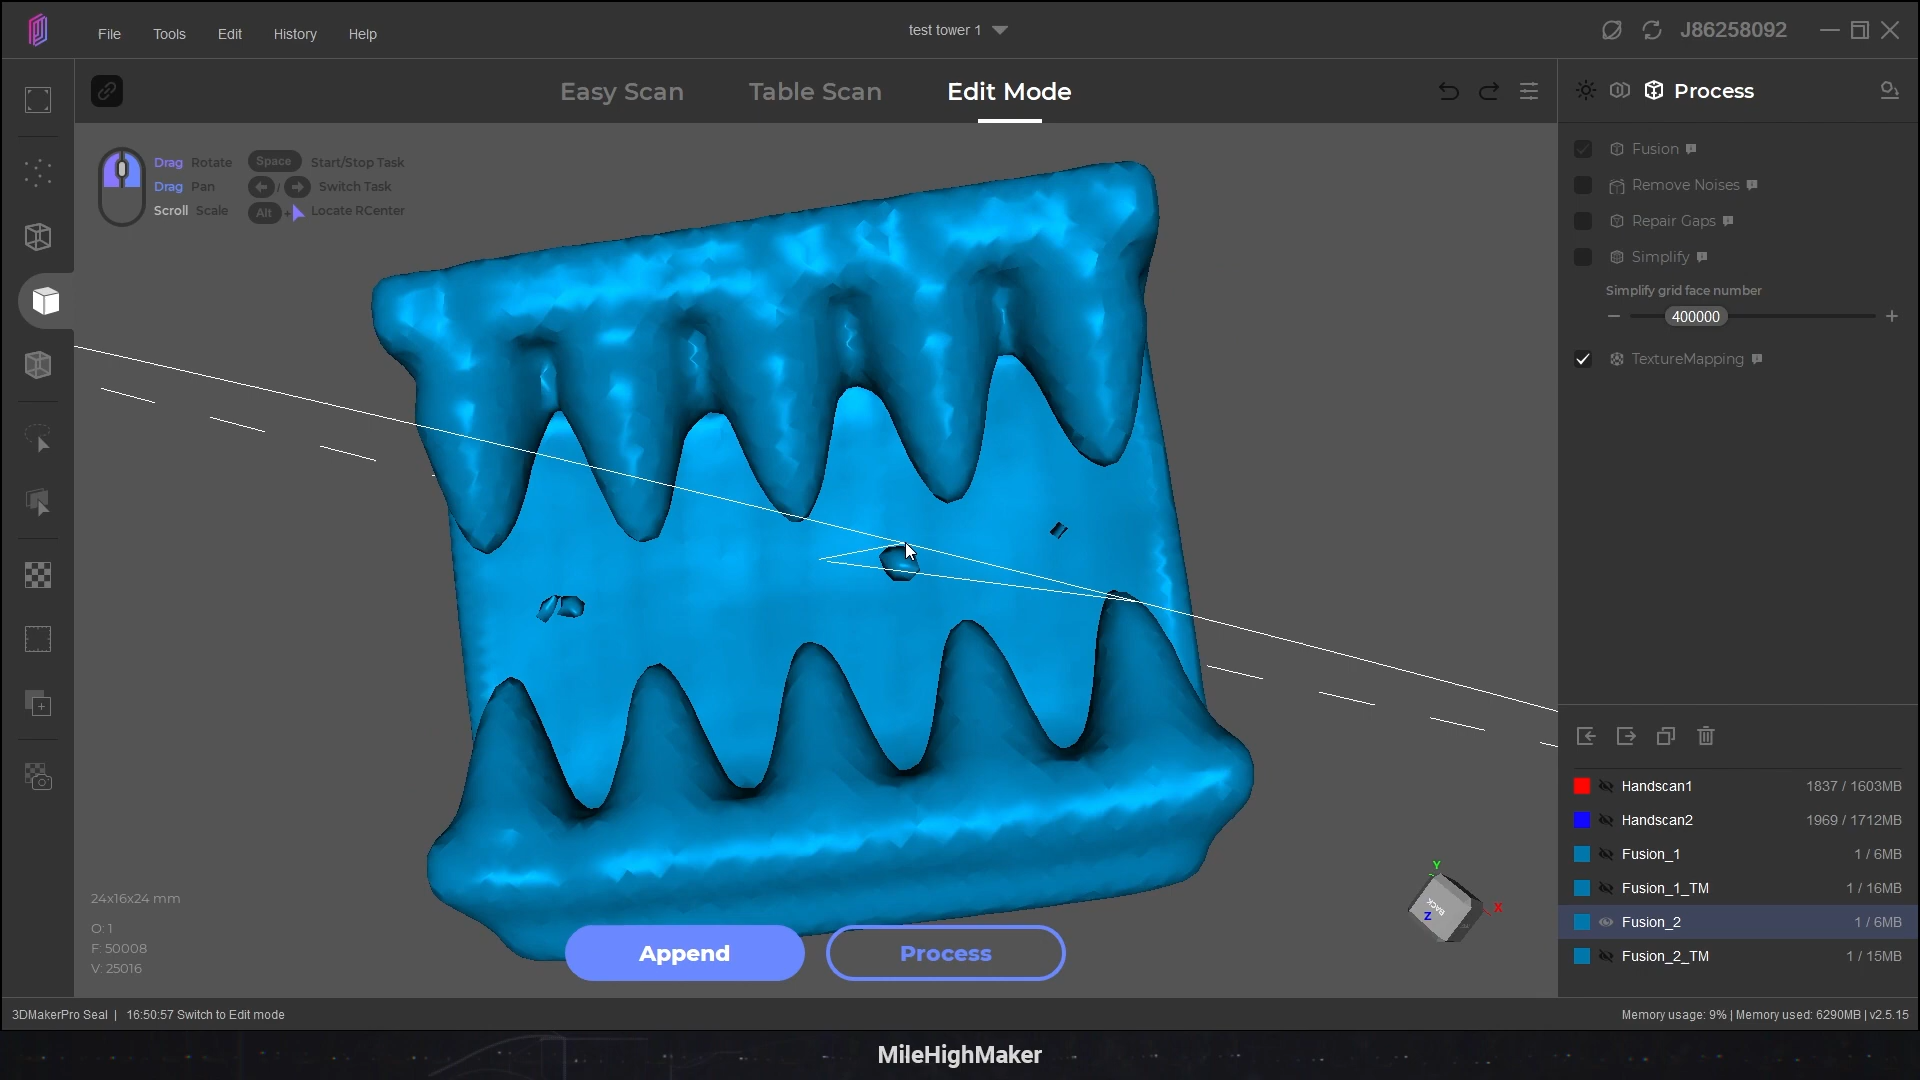 File Tools Edit History Help
test tower 1
J86258092
Easy Scan Table Scan Edit Mode
Process
Drag Rotate Space Start/Stop Task
Drag Pan / Switch Task
Scroll Scale Alt + Locate RCenter
Fusion
Remove Noises
Repair Gaps
Simplify
Simplify grid face number
400000
TextureMapping
Handscan1 1837 / 1603MB
Handscan2 1969 / 1712MB
Fusion_1 1 / 6MB
Fusion_1_TM 1 / 16MB
Fusion_2 1 / 6MB
Fusion_2_TM 1 / 15MB
24x16x24 mm
O: 1
F: 50008
V: 25016
Y
X
Z
BACK
Append Process
3DMakerPro Seal | 16:50:57 Switch to Edit mode
Memory usage: 9% | Memory used: 6290MB | v2.5.15
MileHighMaker